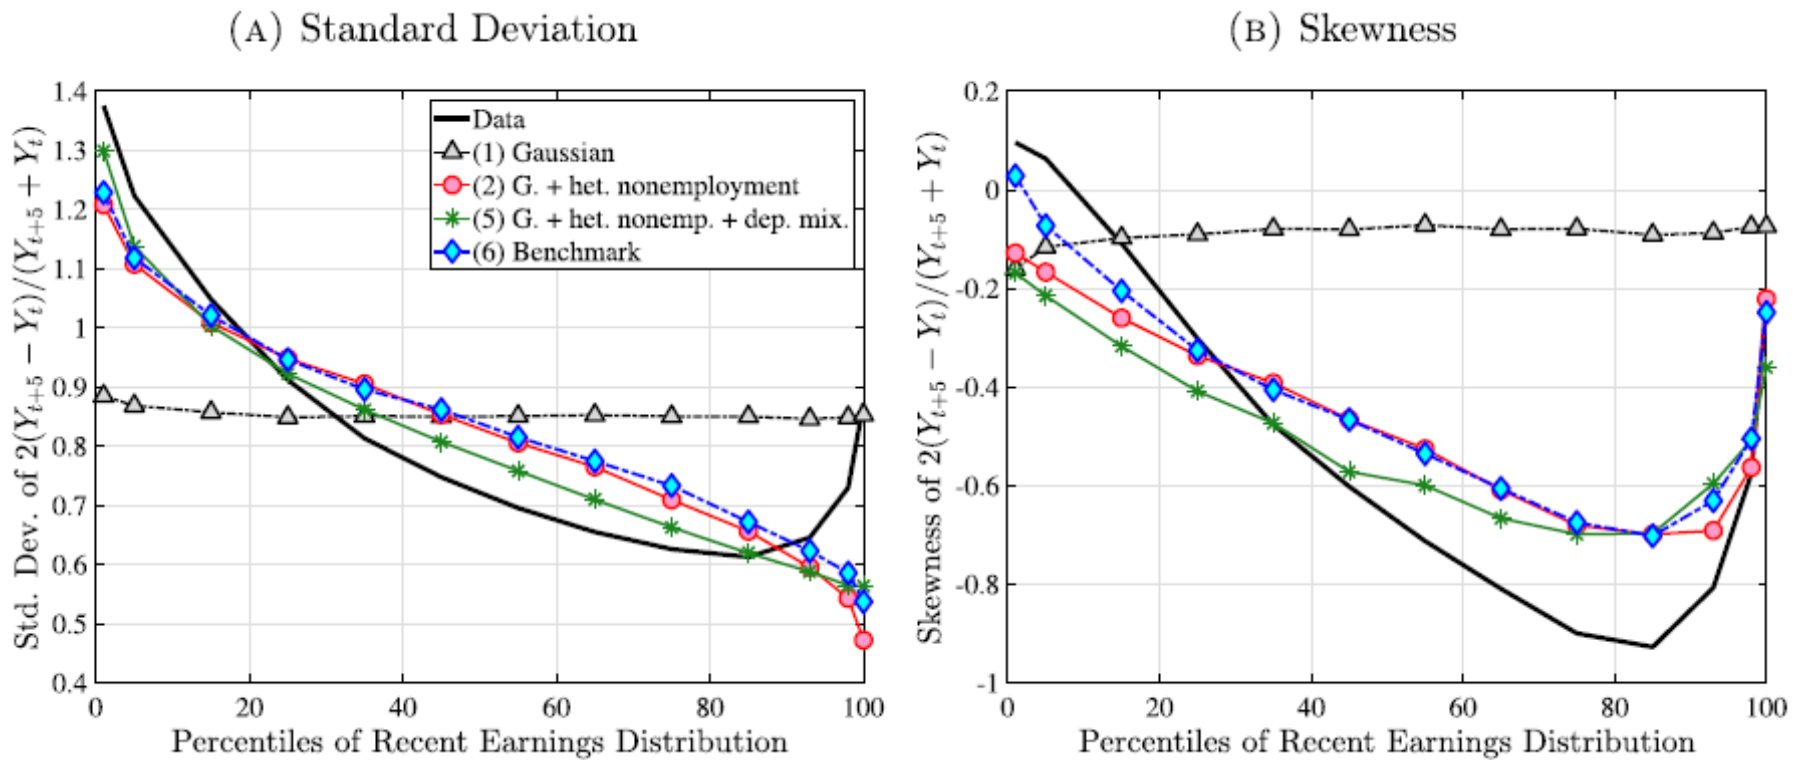 (A) Standard Deviation
Std. Dev. of 2(Y_{t+5} − Y_t)/(Y_{t+5} + Y_t)
1.4
1.3
1.2
1.1
1
0.9
0.8
0.7
0.6
0.5
0.4
Data
(1) Gaussian
(2) G. + het. nonemployment
(5) G. + het. nonemp. + dep. mix.
(6) Benchmark
0 20 40 60 80 100
Percentiles of Recent Earnings Distribution
(B) Skewness
Skewness of 2(Y_{t+5} − Y_t)/(Y_{t+5} + Y_t)
0.2
0
-0.2
-0.4
-0.6
-0.8
-1
0 20 40 60 80 100
Percentiles of Recent Earnings Distribution